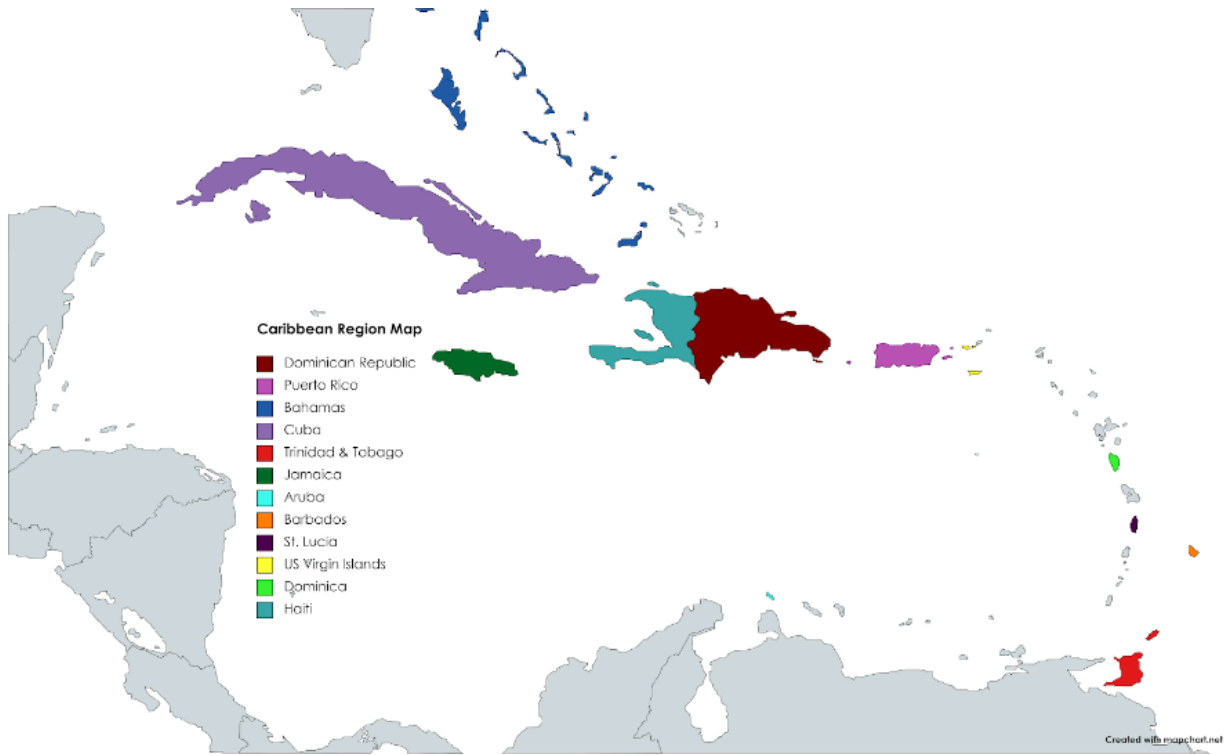 Caribbean Region Map
Dominican Republic
Puerto Rico
Bahamas
Cuba
Trinidad & Tobago
Jamaica
Aruba
Barbados
St. Lucia
US Virgin Islands
Dominica
Haiti
Created with mapchart.net